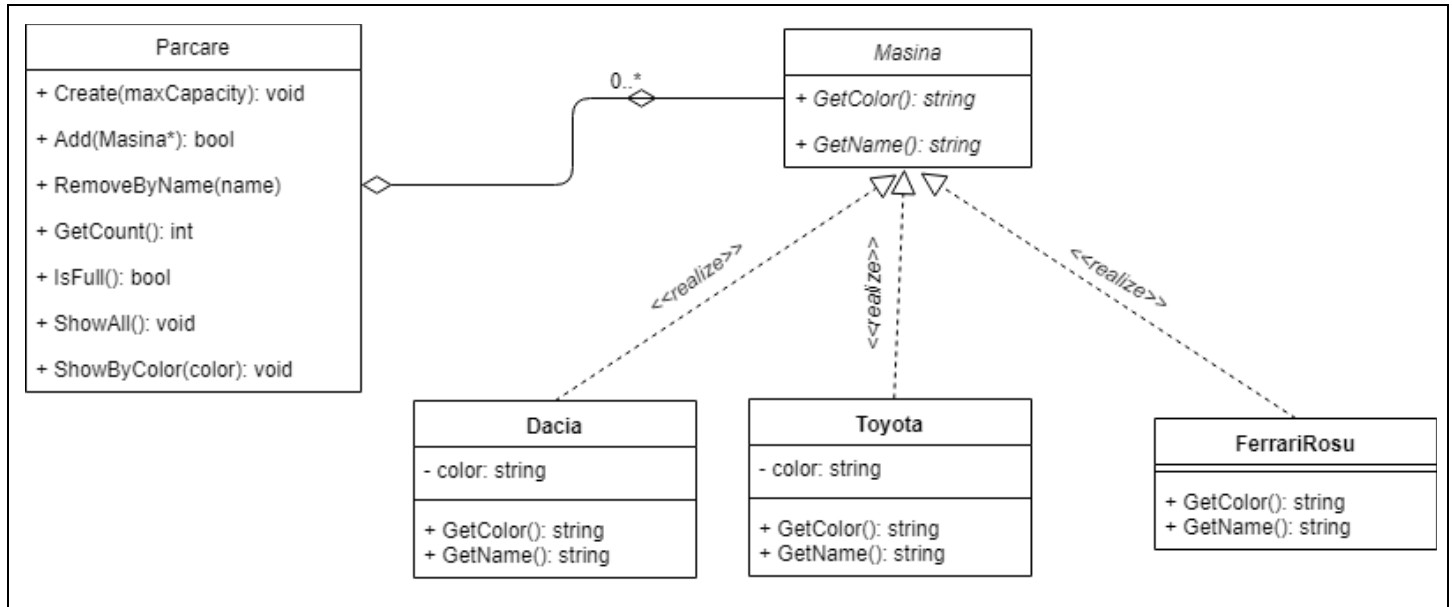 Parcare
+ Create(maxCapacity): void
+ Add(Masina*): bool
+ RemoveByName(name)
+ GetCount(): int
+ IsFull(): bool
+ ShowAll(): void
+ ShowByColor(color): void
0..*
Masina
+ GetColor(): string
+ GetName(): string
<<realize>>
<<realize>>
<<realize>>
Dacia
- color: string
+ GetColor(): string
+ GetName(): string
Toyota
- color: string
+ GetColor(): string
+ GetName(): string
FerrariRosu
+ GetColor(): string
+ GetName(): string